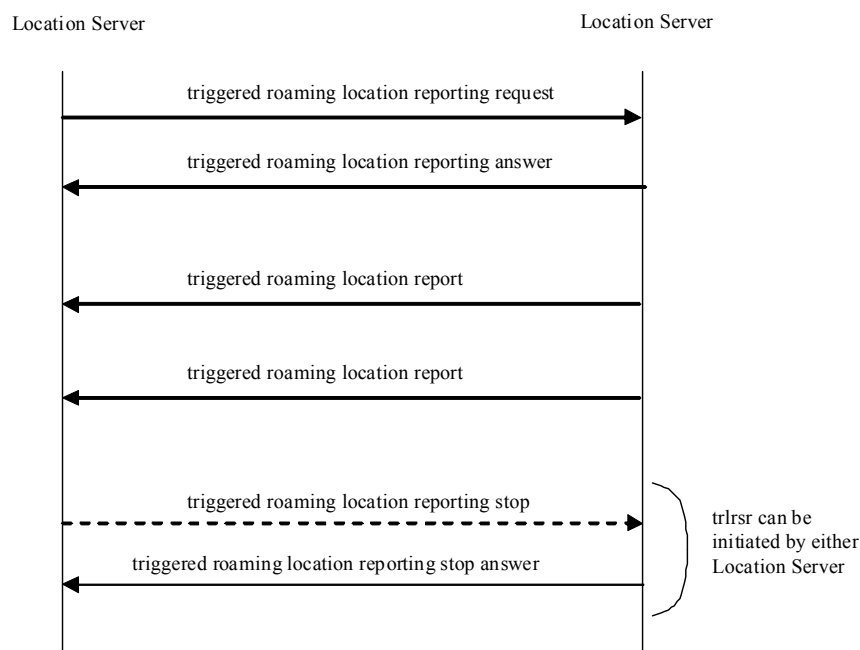 Location Server
Location Server
triggered roaming location reporting request
triggered roaming location reporting answer
triggered roaming location report
triggered roaming location report
triggered roaming location reporting stop
triggered roaming location reporting stop answer
trlrsr can be
initiated by either
Location Server